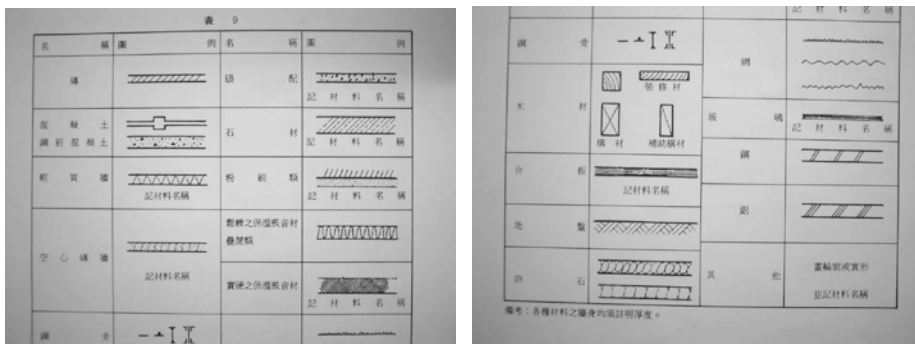 表 9
名 稱 圖 例 名 稱 圖 例
磚 級 配
記 材 料 名 稱
混 凝 土
鋼 筋 混 凝 土
石 材
記 材 料 名 稱
輕 質 牆
記材料名稱
粉 刷 類
記 材 料 名 稱
空 心 磚 牆
記材料名稱
鬆軟之保溫吸音材
疊蓆類
實硬之保溫吸音材
記 材 料 名 稱
鋼 骨
記 材 料 名 稱
鋼 骨
網
木 材
裝 飾 材
構 材 補助構材
玻 璃
記 材 料 名 稱
合 板
記材料名稱
鋼
地 盤
鋁
卵 石
其 他
畫輪廓或實形
並記材料名稱
備考：各種材料之牆身均須註明厚度。